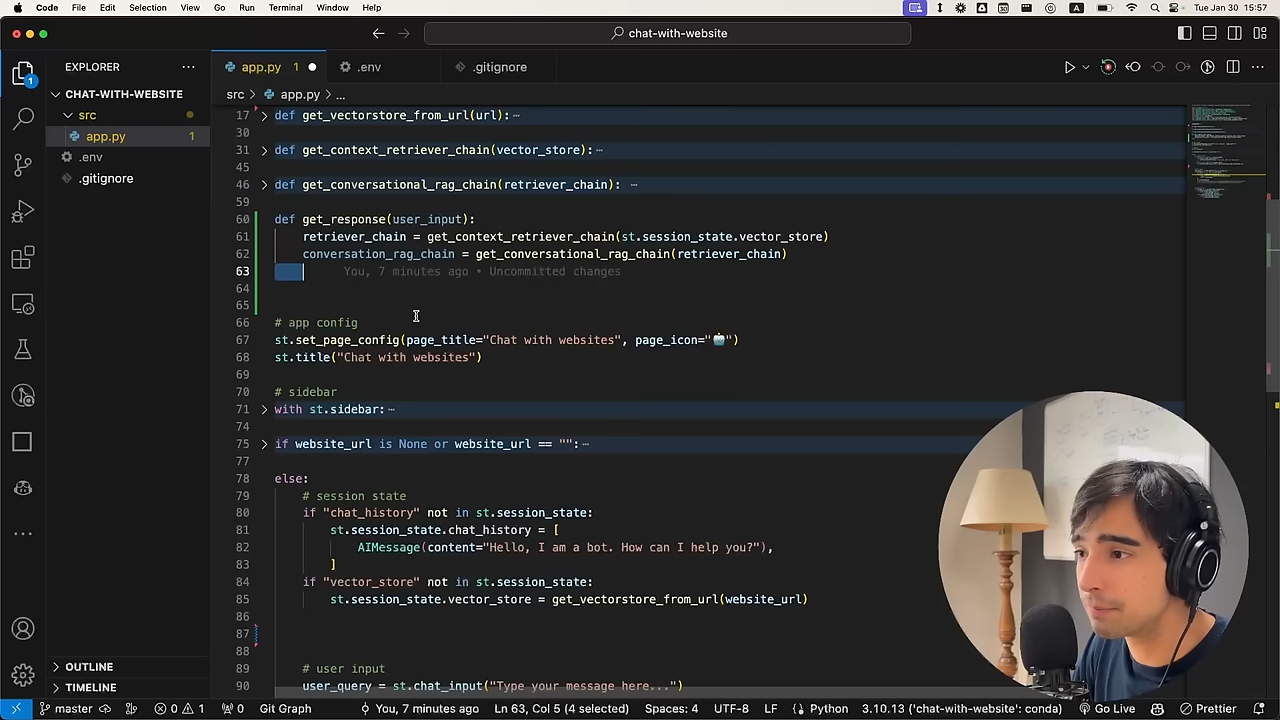 Code File Edit Selection View Go Run Terminal Window Help Tue Jan 30 15:57
chat-with-website
EXPLORER
app.py 1
.env
.gitignore
CHAT-WITH-WEBSITE
src > app.py > ...
src
app.py 1
.env
.gitignore
17 def get_vectorstore_from_url(url):
30
31 def get_context_retriever_chain(vector_store):
45
46 def get_conversational_rag_chain(retriever_chain):
59
60 def get_response(user_input):
61 retriever_chain = get_context_retriever_chain(st.session_state.vector_store)
62 conversation_rag_chain = get_conversational_rag_chain(retriever_chain)
63 You, 7 minutes ago • Uncommitted changes
64
65
66 # app config
67 st.set_page_config(page_title="Chat with websites", page_icon="🤖")
68 st.title("Chat with websites")
69
70 # sidebar
71 with st.sidebar:
74
75 if website_url is None or website_url == "":
77
78 else:
79 # session state
80 if "chat_history" not in st.session_state:
81 st.session_state.chat_history = [
82 AIMessage(content="Hello, I am a bot. How can I help you?"),
83 ]
84 if "vector_store" not in st.session_state:
85 st.session_state.vector_store = get_vectorstore_from_url(website_url)
86
87
88
89 # user input
90 user_query = st.chat_input("Type your message here...")
OUTLINE
TIMELINE
master 0 1 0 Git Graph You, 7 minutes ago Ln 63, Col 5 (4 selected) Spaces: 4 UTF-8 LF Python 3.10.13 ('chat-with-website': conda) Go Live Prettier